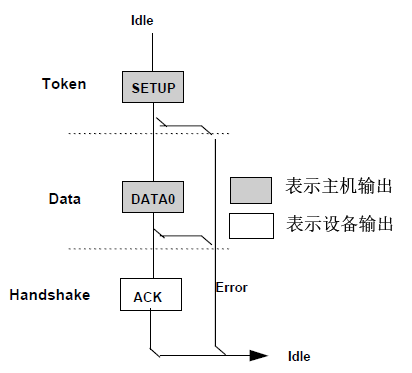 Idle
Token
SETUP
表示主机输出
Data
DATA0
表示设备输出
Handshake
ACK
Error
Idle